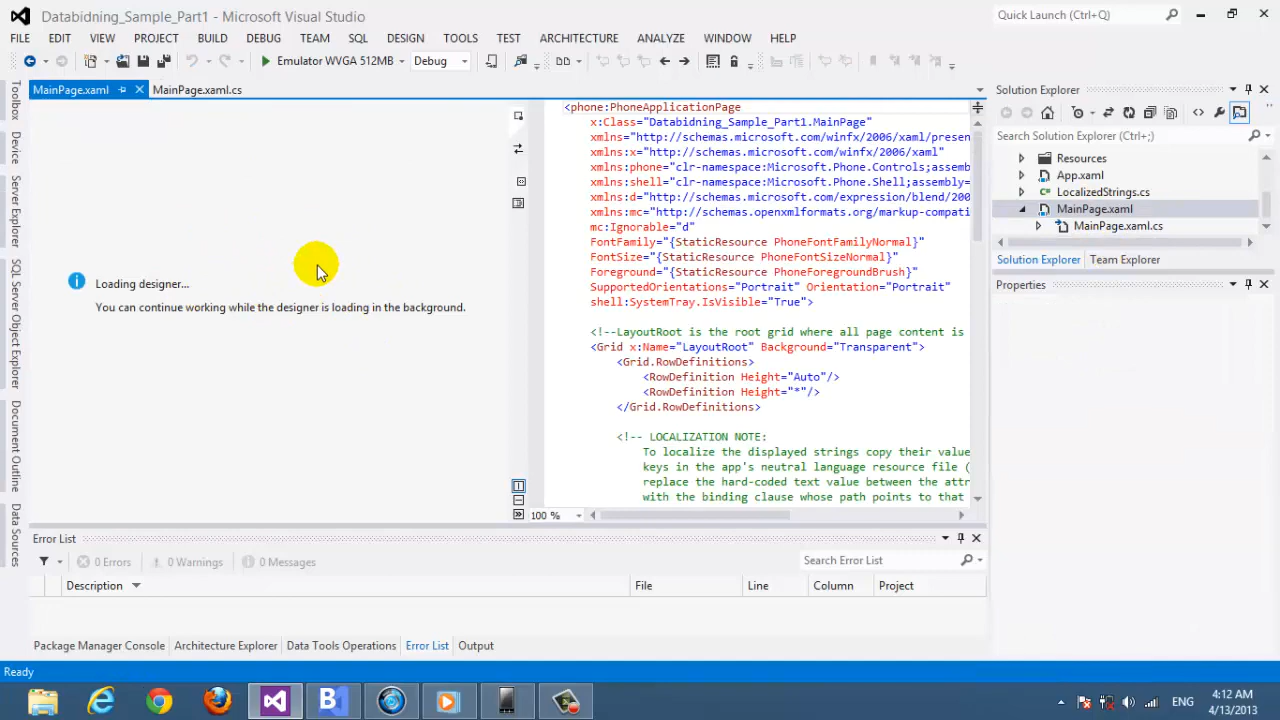 Databidning_Sample_Part1 - Microsoft Visual Studio
Quick Launch (Ctrl+Q)
FILE EDIT VIEW PROJECT BUILD DEBUG TEAM SQL DESIGN TOOLS TEST ARCHITECTURE ANALYZE WINDOW HELP
Emulator WVGA 512MB Debug
MainPage.xaml MainPage.xaml.cs
Toolbox
Device
Server Explorer
SQL Server Object Explorer
Document Outline
Data Sources
Loading designer...
You can continue working while the designer is loading in the background.
<phone:PhoneApplicationPage
x:Class="Databidning_Sample_Part1.MainPage"
xmlns="http://schemas.microsoft.com/winfx/2006/xaml/presen
xmlns:x="http://schemas.microsoft.com/winfx/2006/xaml"
xmlns:phone="clr-namespace:Microsoft.Phone.Controls;assemb
xmlns:shell="clr-namespace:Microsoft.Phone.Shell;assembly=
xmlns:d="http://schemas.microsoft.com/expression/blend/200
xmlns:mc="http://schemas.openxmlformats.org/markup-compati
mc:Ignorable="d"
FontFamily="{StaticResource PhoneFontFamilyNormal}"
FontSize="{StaticResource PhoneFontSizeNormal}"
Foreground="{StaticResource PhoneForegroundBrush}"
SupportedOrientations="Portrait" Orientation="Portrait"
shell:SystemTray.IsVisible="True">
<!--LayoutRoot is the root grid where all page content is
<Grid x:Name="LayoutRoot" Background="Transparent">
<Grid.RowDefinitions>
<RowDefinition Height="Auto"/>
<RowDefinition Height="*"/>
</Grid.RowDefinitions>
<!-- LOCALIZATION NOTE:
To localize the displayed strings copy their value
keys in the app's neutral language resource file (
replace the hard-coded text value between the attr
with the binding clause whose path points to that
100 %
Solution Explorer
Search Solution Explorer (Ctrl+;)
Resources
App.xaml
LocalizedStrings.cs
MainPage.xaml
MainPage.xaml.cs
Solution Explorer Team Explorer
Properties
Error List
0 Errors 0 Warnings 0 Messages
Search Error List
Description File Line Column Project
Package Manager Console Architecture Explorer Data Tools Operations Error List Output
Ready
B1
ENG
4:12 AM
4/13/2013